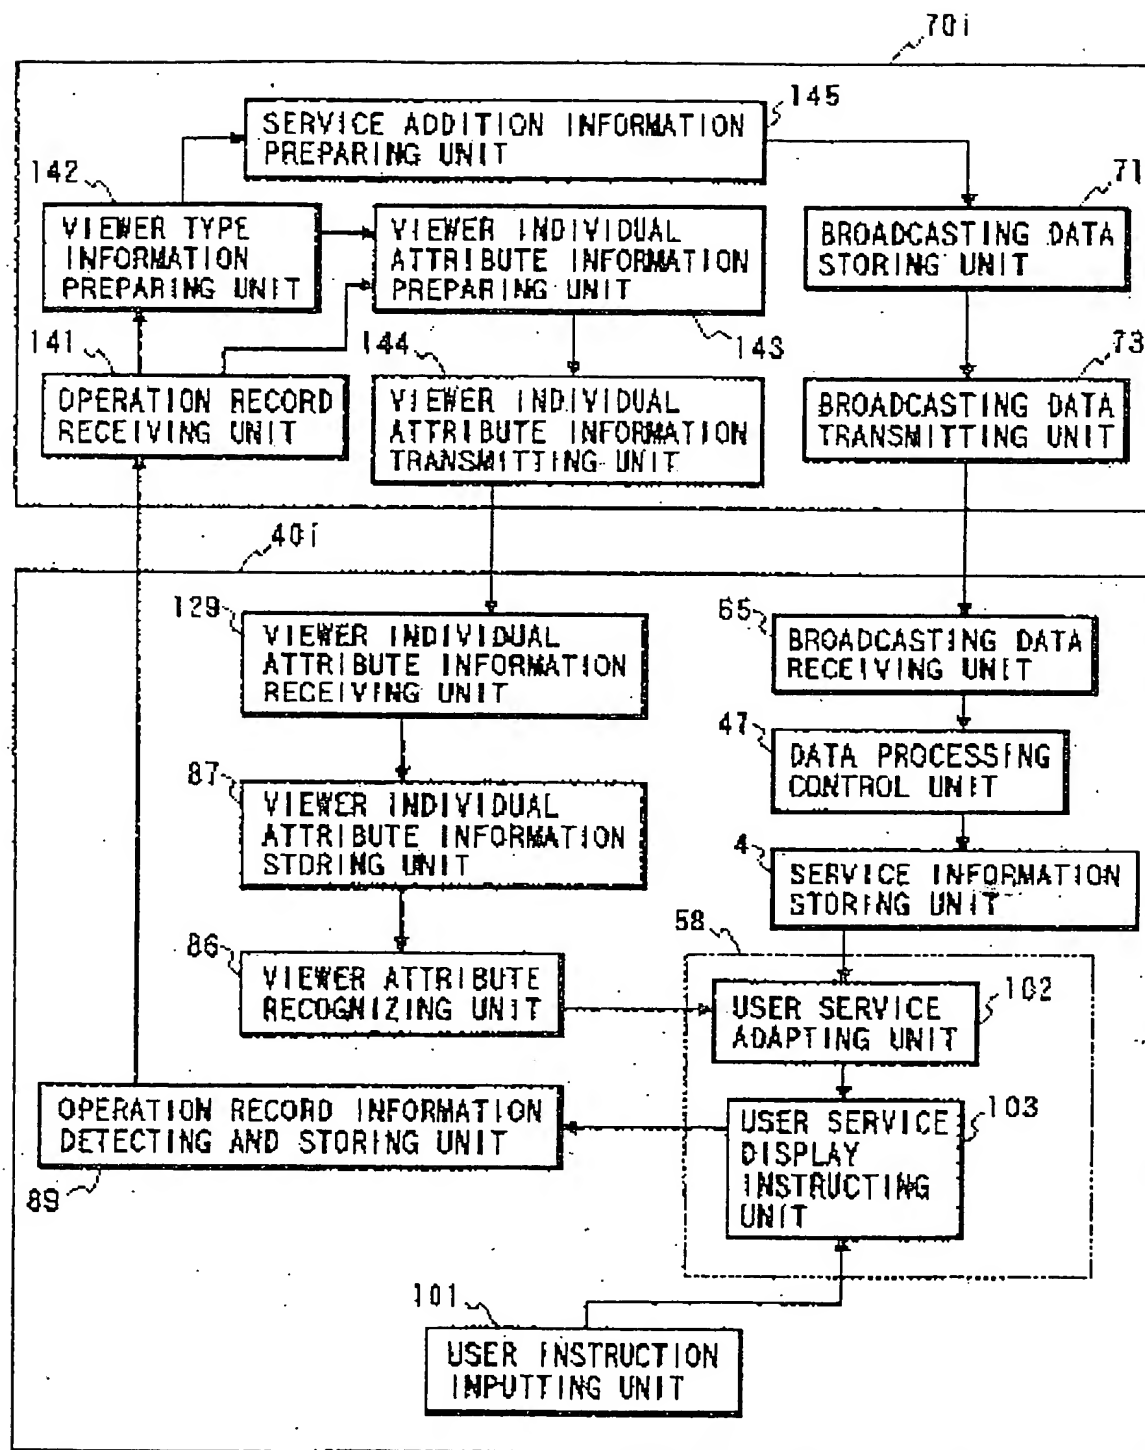 70i
145
SERVICE ADDITION INFORMATION
PREPARING UNIT
142
VIEWER TYPE
INFORMATION
PREPARING UNIT
VIEWER INDIVIDUAL
ATTRIBUTE INFORMATION
PREPARING UNIT
143
71
BROADCASTING DATA
STORING UNIT
141
OPERATION RECORD
RECEIVING UNIT
144
VIEWER INDIVIDUAL
ATTRIBUTE INFORMATION
TRANSMITTING UNIT
73
BROADCASTING DATA
TRANSMITTING UNIT
40i
129
VIEWER INDIVIDUAL
ATTRIBUTE INFORMATION
RECEIVING UNIT
65
BROADCASTING DATA
RECEIVING UNIT
47
DATA PROCESSING
CONTROL UNIT
87
VIEWER INDIVIDUAL
ATTRIBUTE INFORMATION
STORING UNIT
4
SERVICE INFORMATION
STORING UNIT
58
86
VIEWER ATTRIBUTE
RECOGNIZING UNIT
102
USER SERVICE
ADAPTING UNIT
OPERATION RECORD INFORMATION
DETECTING AND STORING UNIT
89
103
USER SERVICE
DISPLAY
INSTRUCTING
UNIT
101
USER INSTRUCTION
INPUTTING UNIT